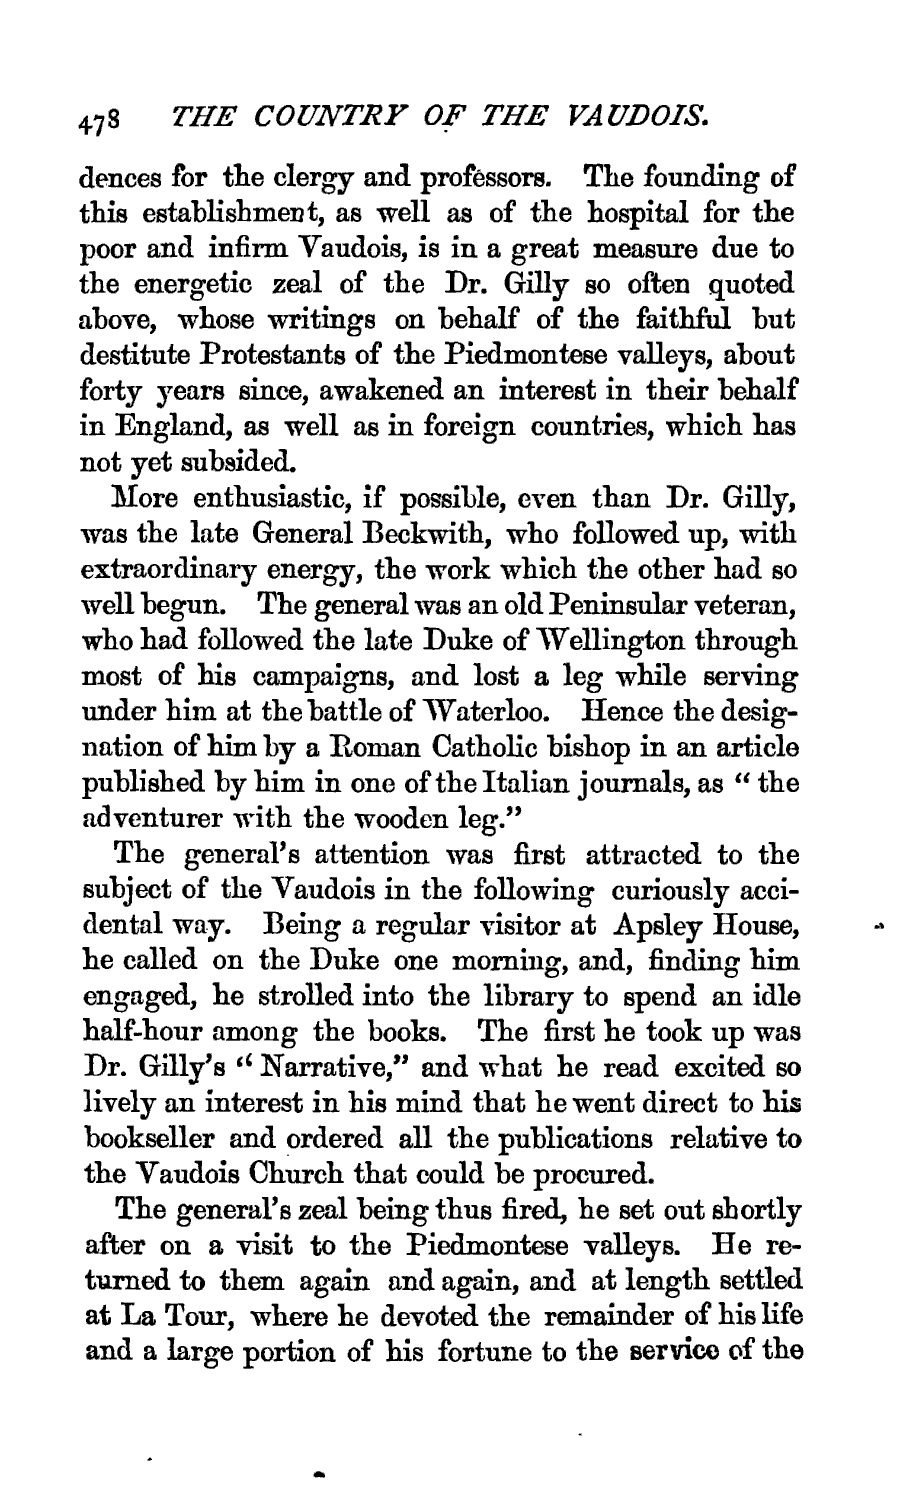 478 THE COUNTRY OF THE VAUDOIS.
dences for the clergy and professors. The founding of
this establishment, as well as of the hospital for the
poor and infirm Vaudois, is in a great measure due to
the energetic zeal of the Dr. Gilly so often quoted
above, whose writings on behalf of the faithful but
destitute Protestants of the Piedmontese valleys, about
forty years since, awakened an interest in their behalf
in England, as well as in foreign countries, which has
not yet subsided.
More enthusiastic, if possible, even than Dr. Gilly,
was the late General Beckwith, who followed up, with
extraordinary energy, the work which the other had so
well begun. The general was an old Peninsular veteran,
who had followed the late Duke of Wellington through
most of his campaigns, and lost a leg while serving
under him at the battle of Waterloo. Hence the desig-
nation of him by a Roman Catholic bishop in an article
published by him in one of the Italian journals, as “ the
adventurer with the wooden leg.”
The general’s attention was first attracted to the
subject of the Vaudois in the following curiously acci-
dental way. Being a regular visitor at Apsley House,
he called on the Duke one morning, and, finding him
engaged, he strolled into the library to spend an idle
half-hour among the books. The first he took up was
Dr. Gilly’s “ Narrative,” and what he read excited so
lively an interest in his mind that he went direct to his
bookseller and ordered all the publications relative to
the Vaudois Church that could be procured.
The general’s zeal being thus fired, he set out shortly
after on a visit to the Piedmontese valleys. He re-
turned to them again and again, and at length settled
at La Tour, where he devoted the remainder of his life
and a large portion of his fortune to the service of the